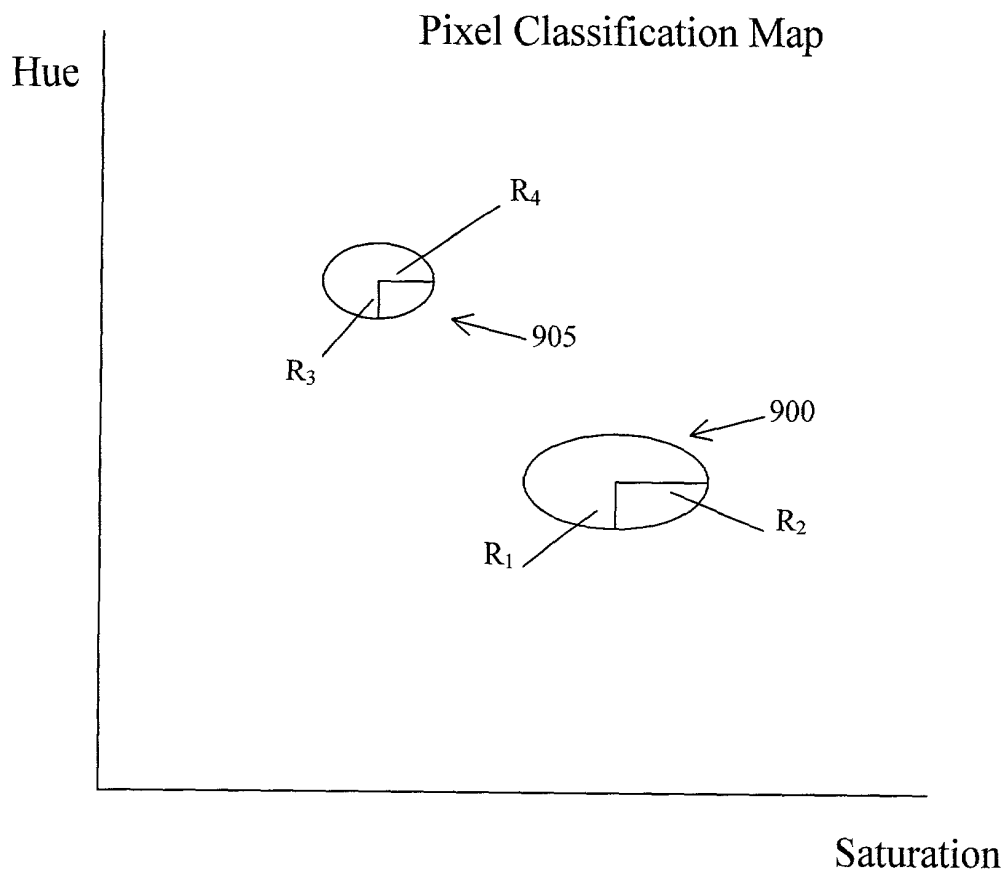 Pixel Classification Map
Hue
R₄
R₃
905
900
R₂
R₁
Saturation